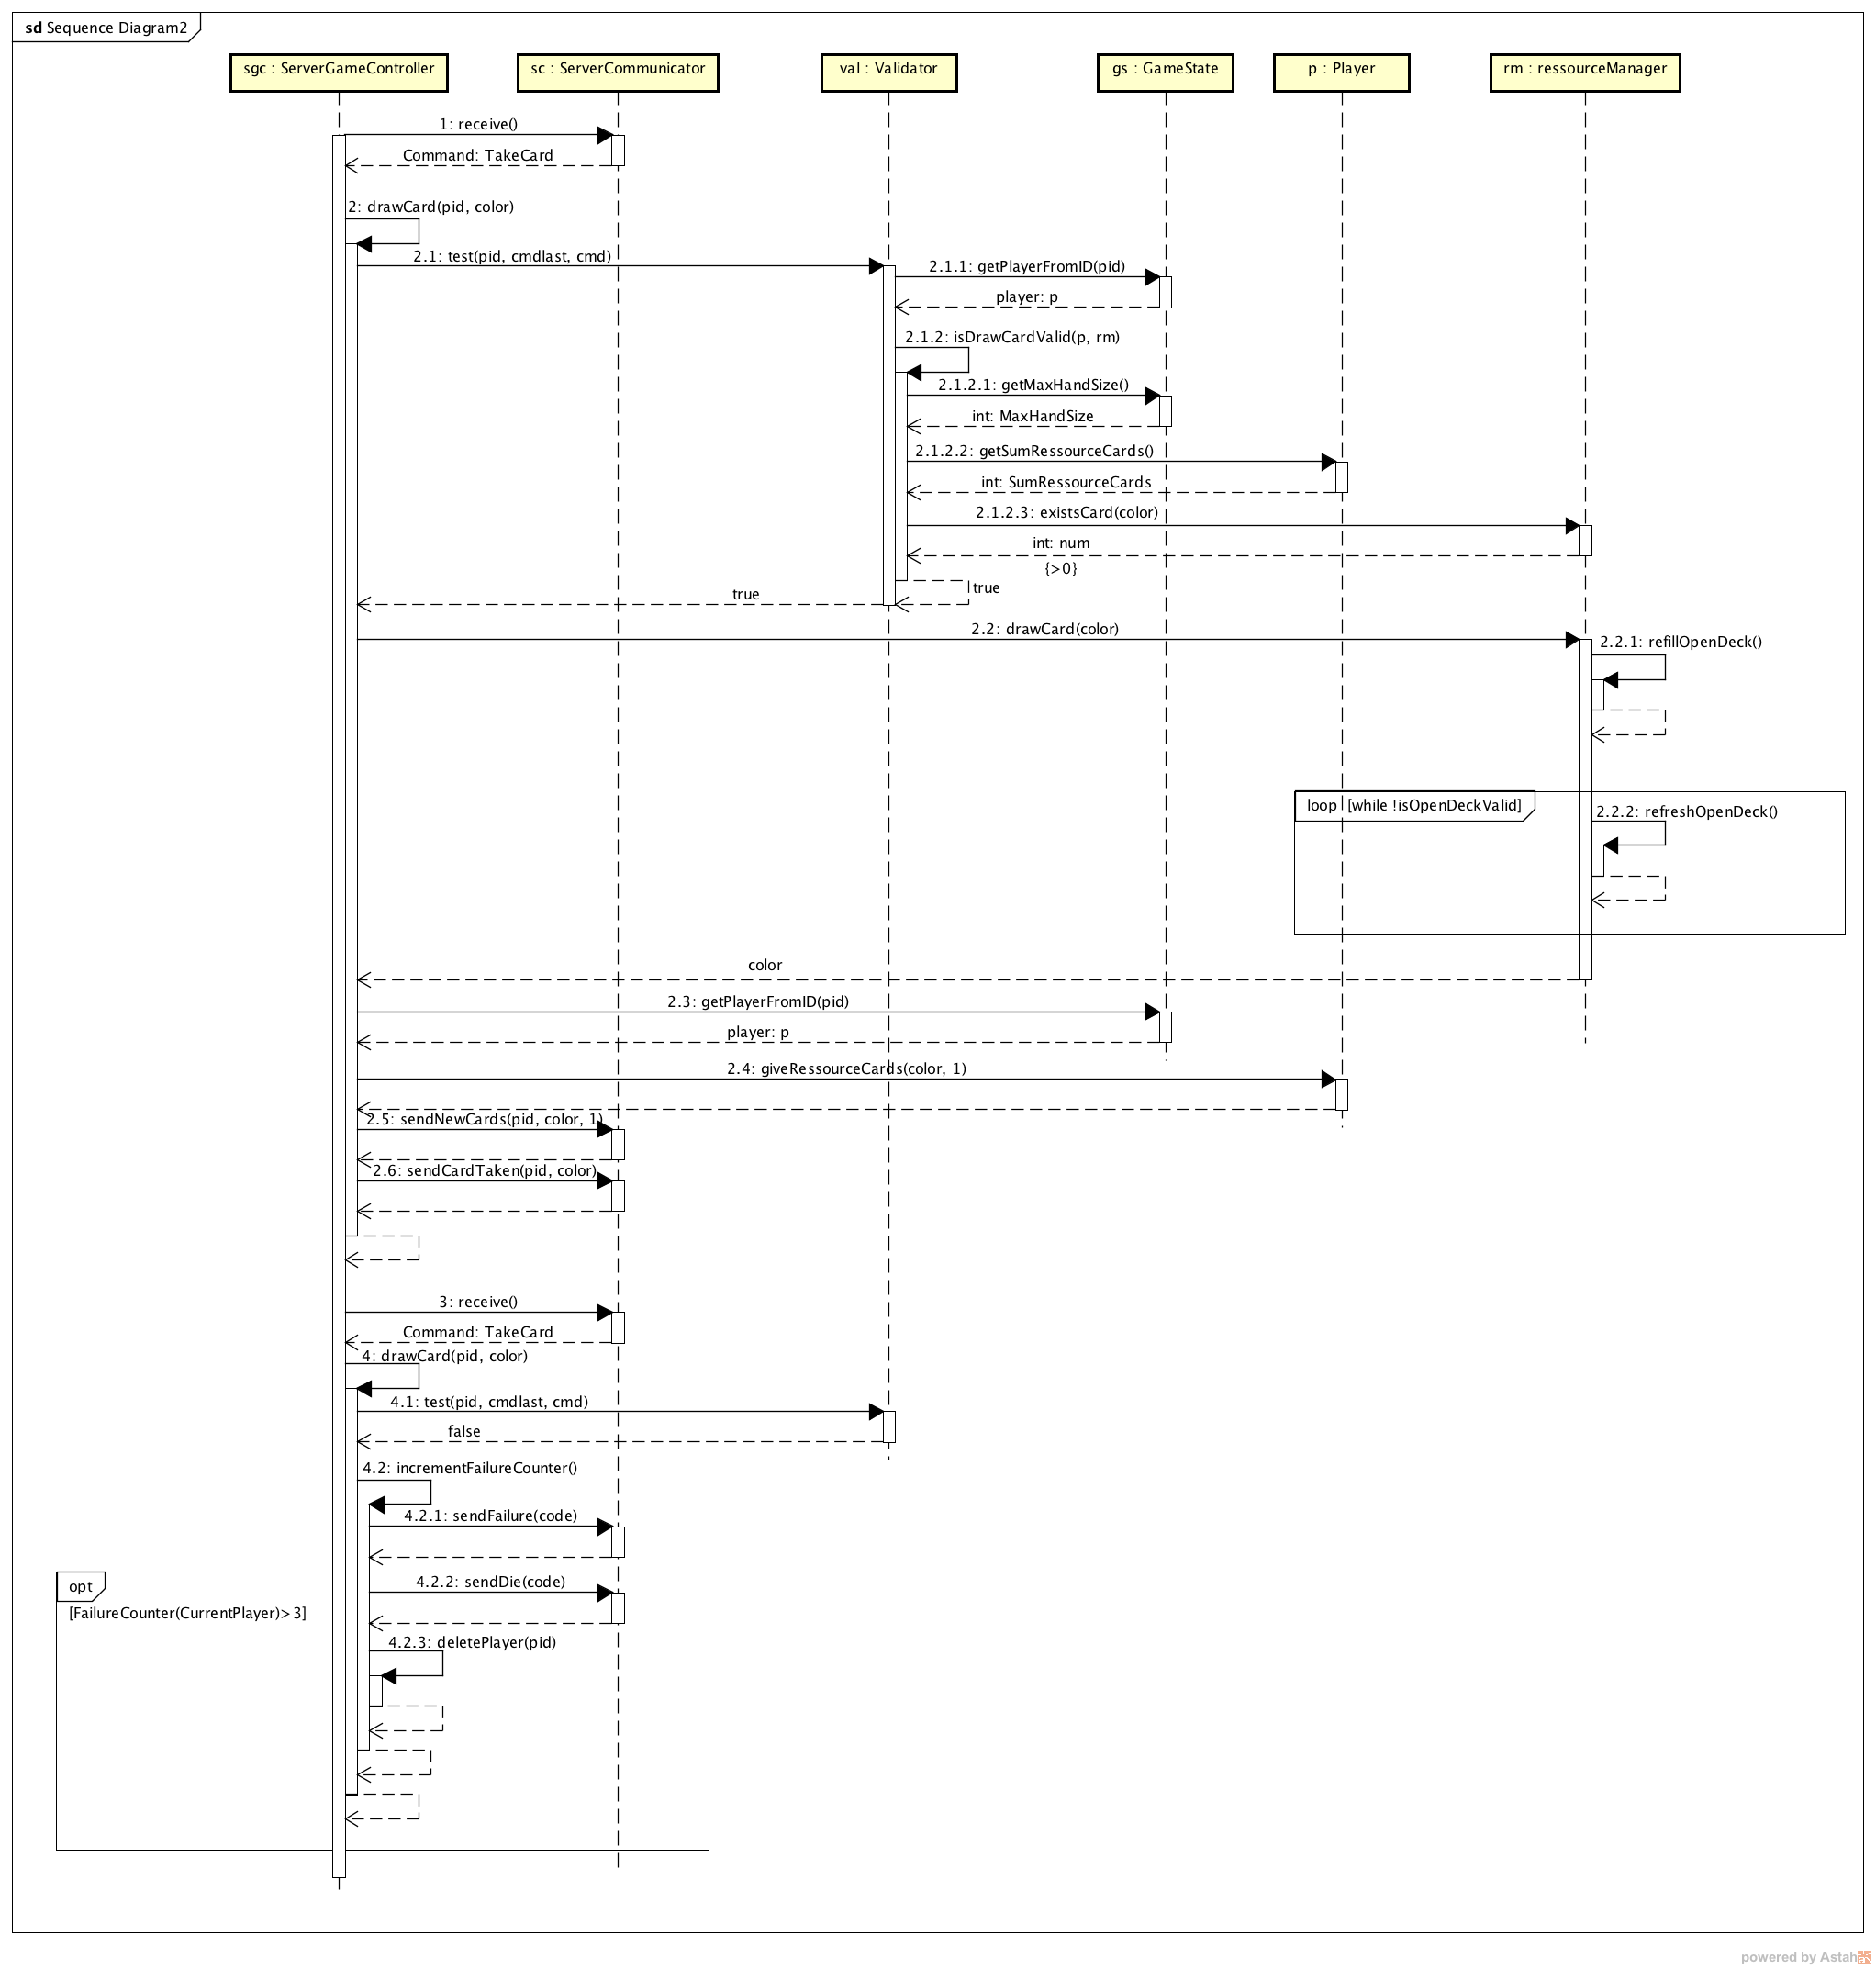 sd Sequence Diagram2
sgc : ServerGameController
sc : ServerCommunicator
val : Validator
gs : GameState
p : Player
rm : ressourceManager
1: receive()
Command: TakeCard
2: drawCard(pid, color)
2.1: test(pid, cmdlast, cmd)
2.1.1: getPlayerFromID(pid)
player: p
2.1.2: isDrawCardValid(p, rm)
2.1.2.1: getMaxHandSize()
int: MaxHandSize
2.1.2.2: getSumRessourceCards()
int: SumRessourceCards
2.1.2.3: existsCard(color)
int: num
{>0}
true
true
2.2: drawCard(color)
2.2.1: refillOpenDeck()
loop [while !isOpenDeckValid]
2.2.2: refreshOpenDeck()
color
2.3: getPlayerFromID(pid)
player: p
2.4: giveRessourceCards(color, 1)
2.5: sendNewCards(pid, color, 1)
2.6: sendCardTaken(pid, color)
3: receive()
Command: TakeCard
4: drawCard(pid, color)
4.1: test(pid, cmdlast, cmd)
false
4.2: incrementFailureCounter()
4.2.1: sendFailure(code)
opt
4.2.2: sendDie(code)
[FailureCounter(CurrentPlayer)>3]
4.2.3: deletePlayer(pid)
powered by Astah